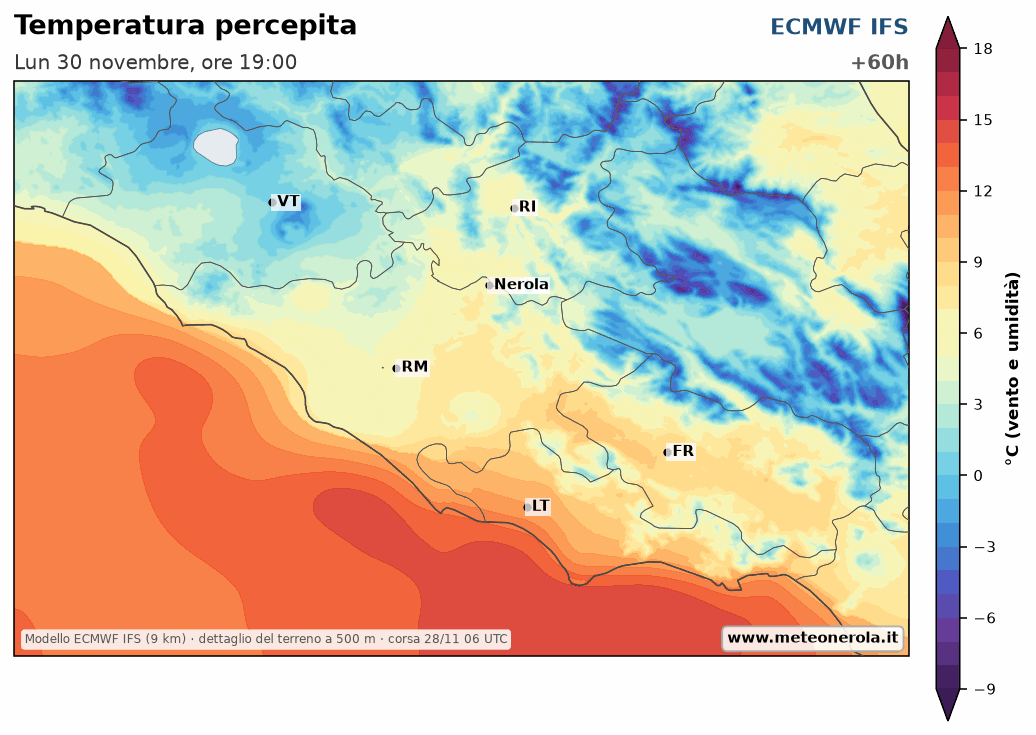 Temperatura percepita
ECMWF IFS
Lun 30 novembre, ore 19:00
+60h
VT
RI
Nerola
RM
FR
LT
Modello ECMWF IFS (9 km) · dettaglio del terreno a 500 m · corsa 28/11 06 UTC
www.meteonerola.it
18
15
12
9
6
3
0
−3
−6
−9
°C (vento e umidità)